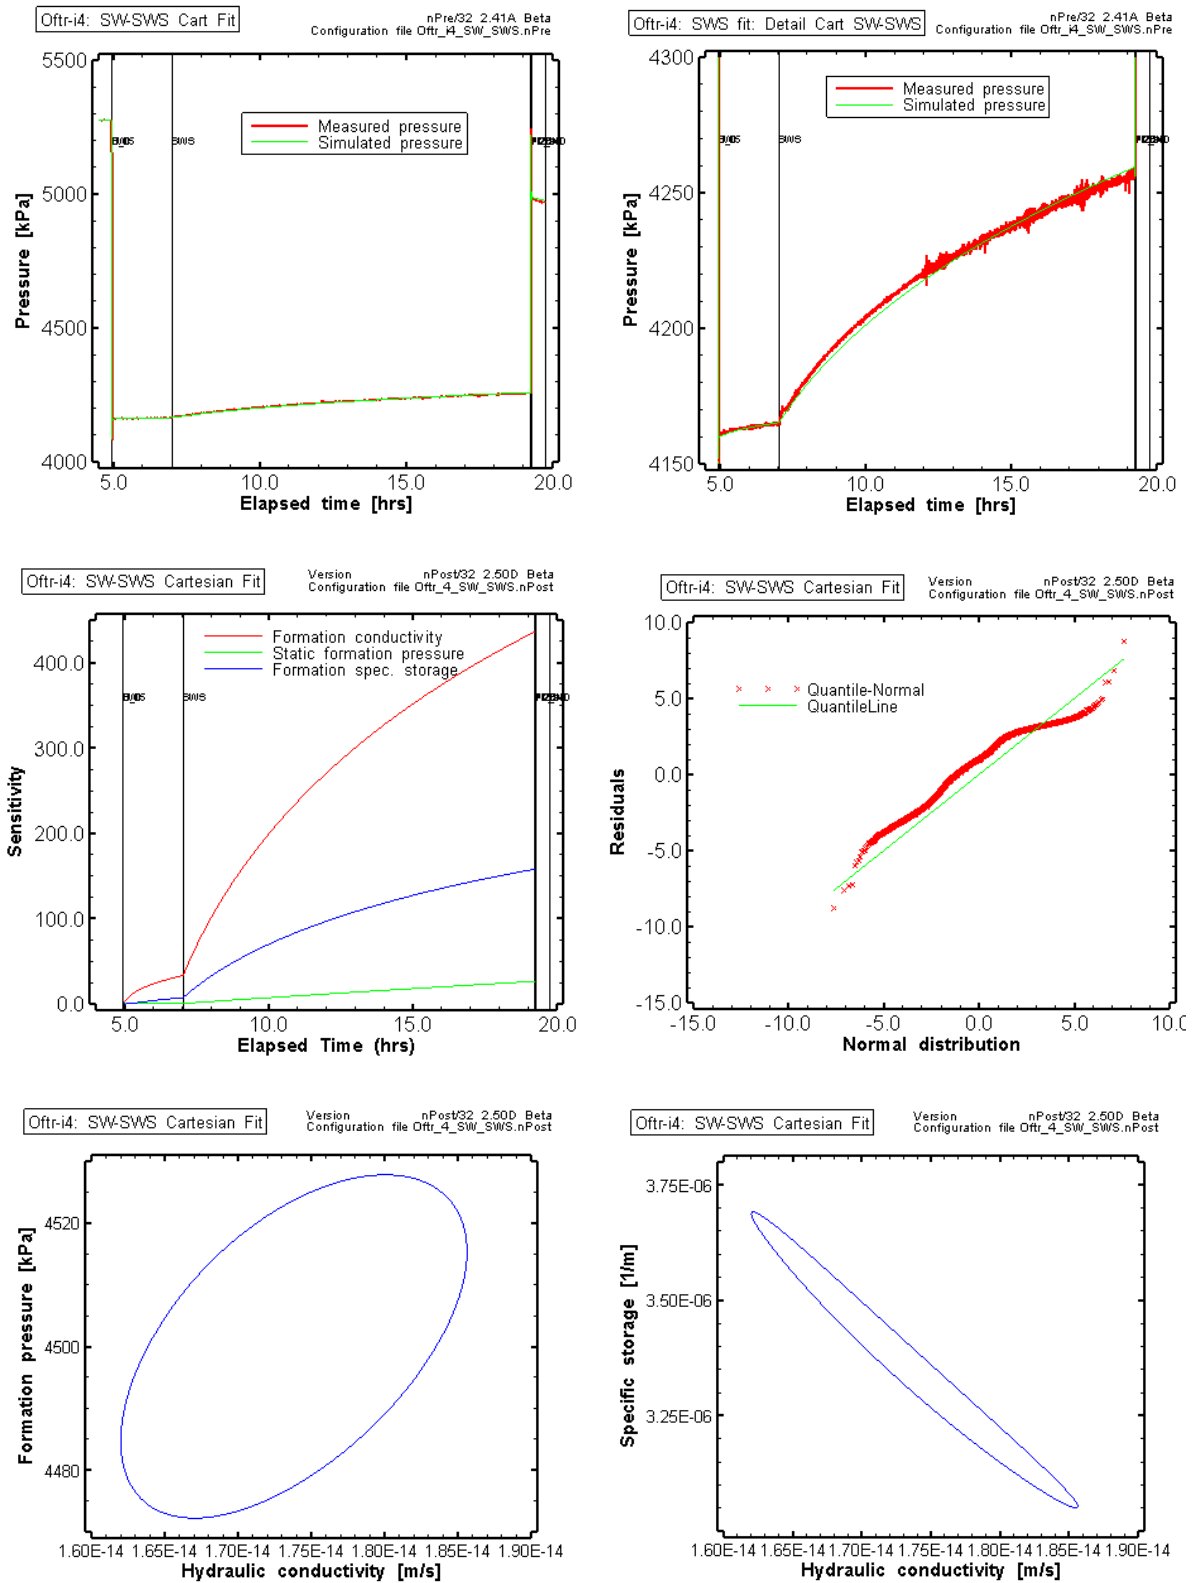 Oftr-i4: SW-SWS Cart Fit
nPre/32 2.41A Beta
Configuration file Oftr_i4_SW_SWS.nPre
5500
5000
4500
4000
Pressure [kPa]
Measured pressure
Simulated pressure
SWS
5.0
10.0
15.0
20.0
Elapsed time [hrs]
Oftr-i4: SWS fit: Detail Cart SW-SWS
nPre/32 2.41A Beta
Configuration file Oftr_i4_SW_SWS.nPre
4300
4250
4200
4150
Pressure [kPa]
Measured pressure
Simulated pressure
SWS
5.0
10.0
15.0
20.0
Elapsed time [hrs]
Oftr-i4: SW-SWS Cartesian Fit
Version nPost/32 2.50D Beta
Configuration file Oftr_4_SW_SWS.nPost
400.0
300.0
200.0
100.0
0.0
Sensitivity
Formation conductivity
Static formation pressure
Formation spec. storage
SWS
5.0
10.0
15.0
20.0
Elapsed Time (hrs)
Oftr-i4: SW-SWS Cartesian Fit
Version nPost/32 2.50D Beta
Configuration file Oftr_4_SW_SWS.nPost
10.0
5.0
0.0
-5.0
-10.0
-15.0
Residuals
Quantile-Normal
QuantileLine
-15.0
-10.0
-5.0
0.0
5.0
10.0
Normal distribution
Oftr-i4: SW-SWS Cartesian Fit
Version nPost/32 2.50D Beta
Configuration file Oftr_4_SW_SWS.nPost
4520
4500
4480
Formation pressure [kPa]
1.60E-14 1.65E-14 1.70E-14 1.75E-14 1.80E-14 1.85E-14 1.90E-14
Hydraulic conductivity [m/s]
Oftr-i4: SW-SWS Cartesian Fit
Version nPost/32 2.50D Beta
Configuration file Oftr_4_SW_SWS.nPost
3.75E-06
3.50E-06
3.25E-06
Specific storage [1/m]
1.60E-14 1.65E-14 1.70E-14 1.75E-14 1.80E-14 1.85E-14 1.90E-14
Hydraulic conductivity [m/s]